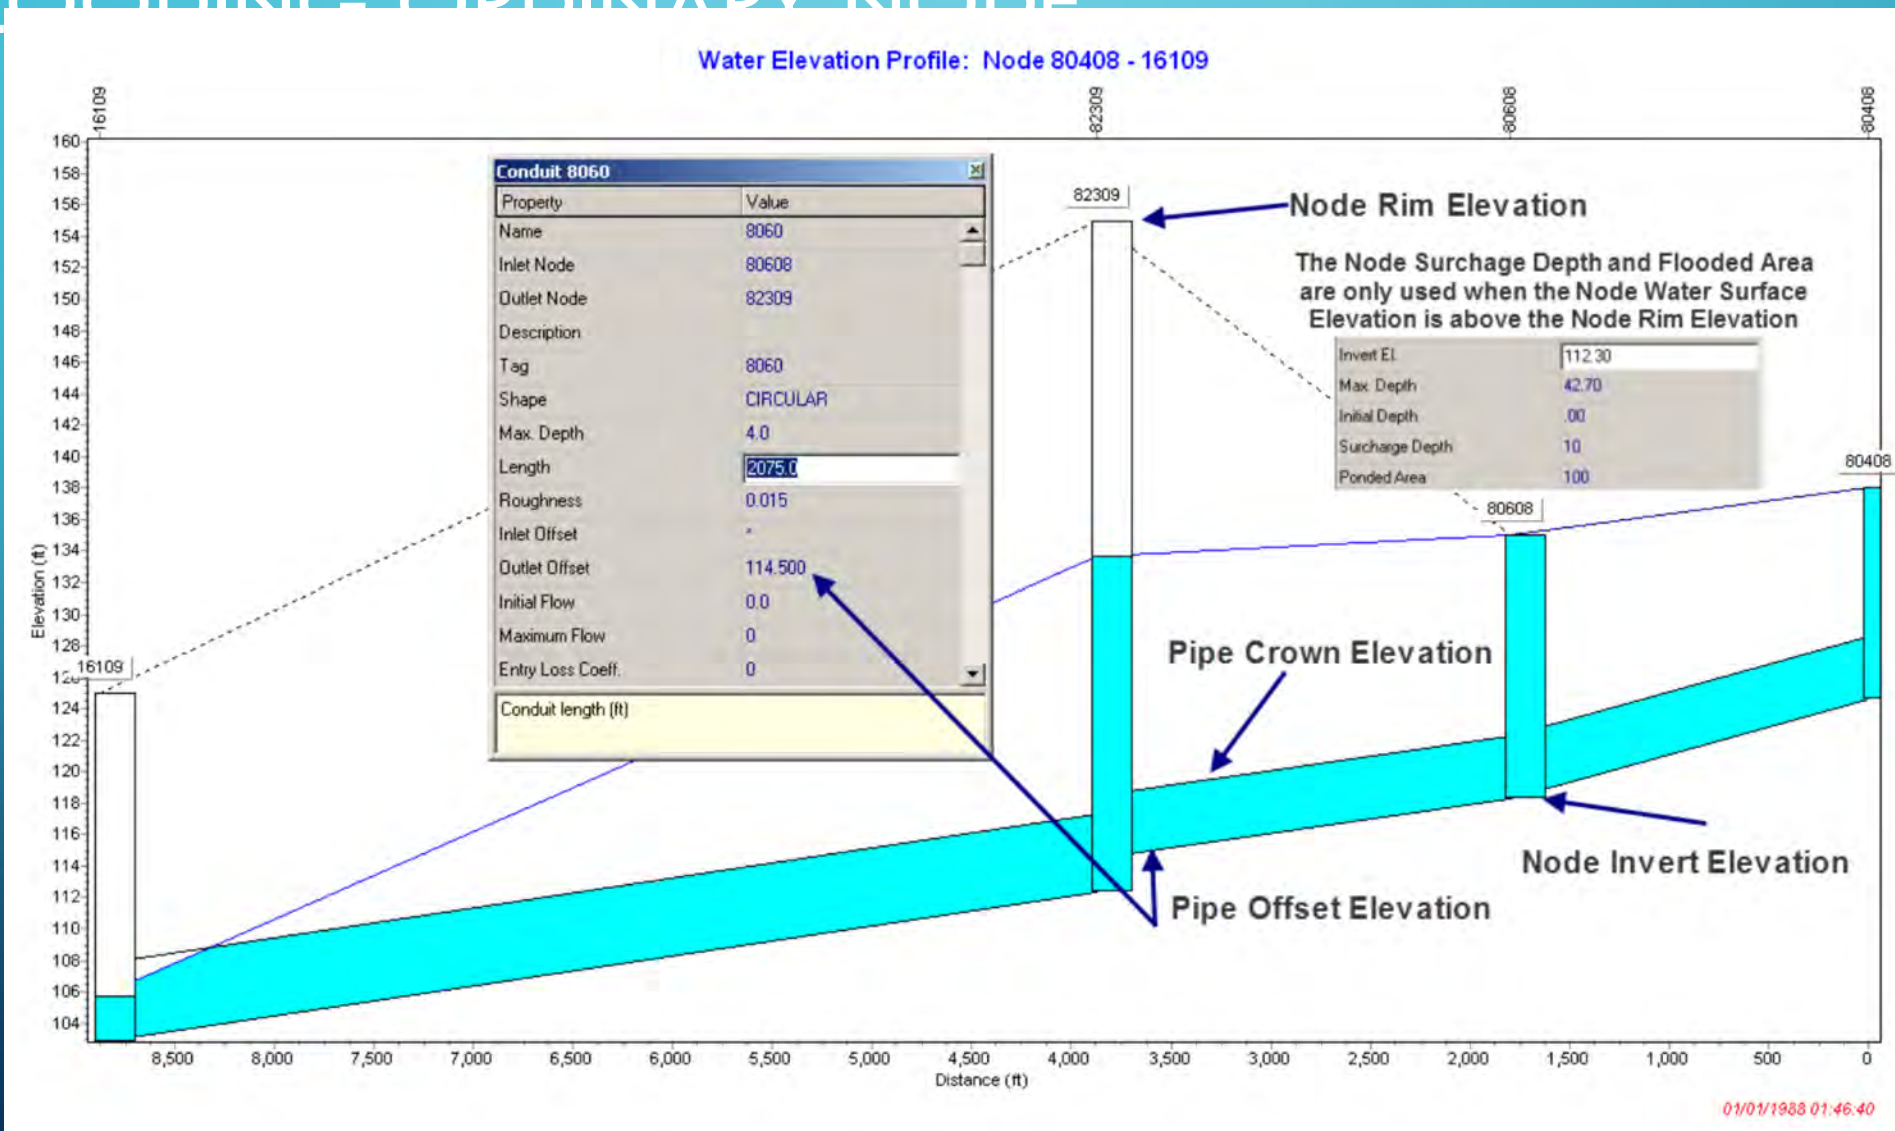 ORDINARY NODE
Water Elevation Profile: Node 80408 - 16109
16109
82309
80608
80408
160
158
156
154
152
150
148
146
144
142
140
138
136
134
132
130
128
124
122
120
118
116
114
112
110
108
106
104
Elevation (ft)
Conduit 8060
Property Value
Name 8060
Inlet Node 80608
Outlet Node 82309
Description
Tag 8060
Shape CIRCULAR
Max. Depth 4.0
Length 2075.0
Roughness 0.015
Inlet Offset *
Outlet Offset 114.500
Initial Flow 0.0
Maximum Flow 0
Entry Loss Coeff. 0
Conduit length (ft)
82309
Node Rim Elevation
The Node Surchage Depth and Flooded Area
are only used when the Node Water Surface
Elevation is above the Node Rim Elevation
Invert El. 112.30
Max. Depth 42.70
Initial Depth .00
Surcharge Depth 10
Ponded Area 100
80408
80608
16109
Pipe Crown Elevation
Node Invert Elevation
Pipe Offset Elevation
8,500 8,000 7,500 7,000 6,500 6,000 5,500 5,000 4,500 4,000 3,500 3,000 2,500 2,000 1,500 1,000 500 0
Distance (ft)
01/01/1988 01:46:40